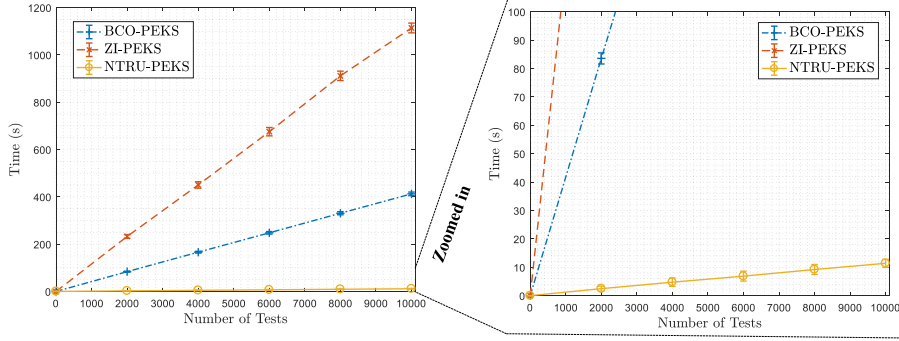 1200
1000
800
600
400
200
0
Time (s)
BCO-PEKS
ZI-PEKS
NTRU-PEKS
0 1000 2000 3000 4000 5000 6000 7000 8000 9000 10000
Number of Tests
Zoomed in
100
90
80
70
60
50
40
30
20
10
0
Time (s)
BCO-PEKS
ZI-PEKS
NTRU-PEKS
0 1000 2000 3000 4000 5000 6000 7000 8000 9000 10000
Number of Tests